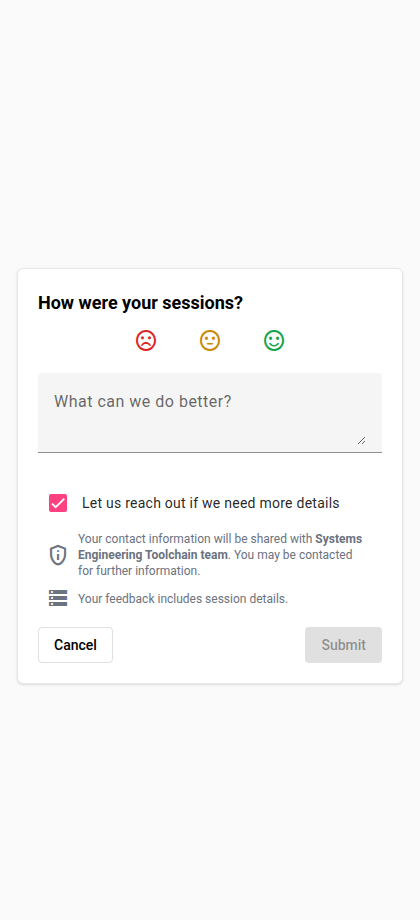 How were your sessions?
What can we do better?
Let us reach out if we need more details
Your contact information will be shared with Systems
Engineering Toolchain team. You may be contacted
for further information.
Your feedback includes session details.
Cancel
Submit